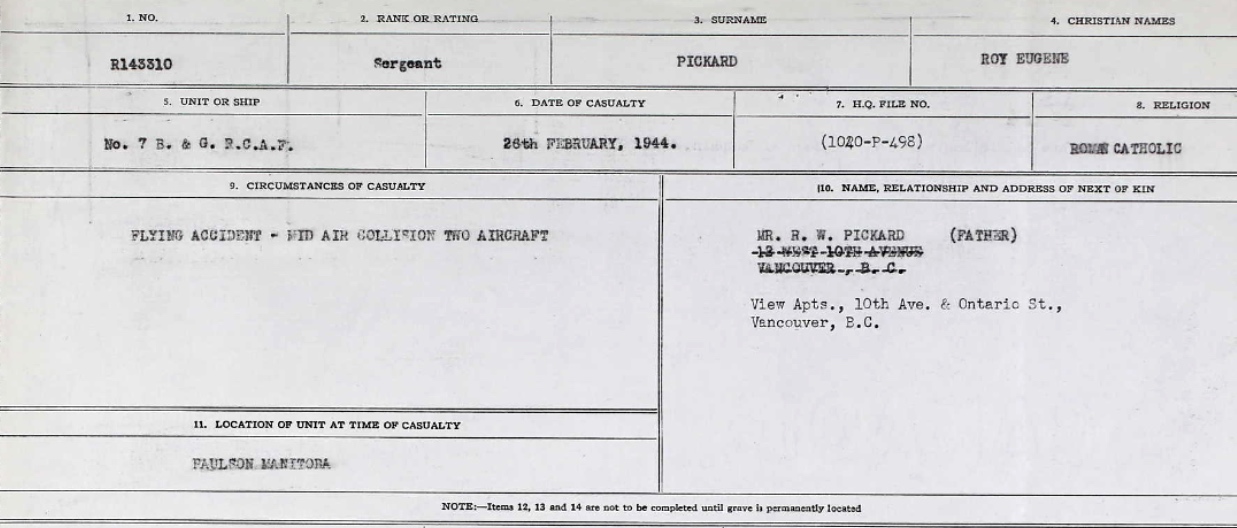 1. NO.
2. RANK OR RATING
3. SURNAME
4. CHRISTIAN NAMES
R143310
Sergeant
PICKARD
ROY EUGENE
5. UNIT OR SHIP
6. DATE OF CASUALTY
7. H.Q. FILE NO.
8. RELIGION
No. 7 B. & G. R.C.A.F.
26th FEBRUARY, 1944.
(1020-P-498)
CATHOLIC
9. CIRCUMSTANCES OF CASUALTY
10. NAME, RELATIONSHIP AND ADDRESS OF NEXT OF KIN
FLYING ACCIDENT - MID AIR COLLISION TWO AIRCRAFT
MR. R. W. PICKARD (FATHER)
WEST 10TH AVENUE
VANCOUVER , B. C.
View Apts., 10th Ave. & Ontario St.,
Vancouver, B.C.
11. LOCATION OF UNIT AT TIME OF CASUALTY
PAULSON MANITOBA
NOTE:—Items 12, 13 and 14 are not to be completed until grave is permanently located